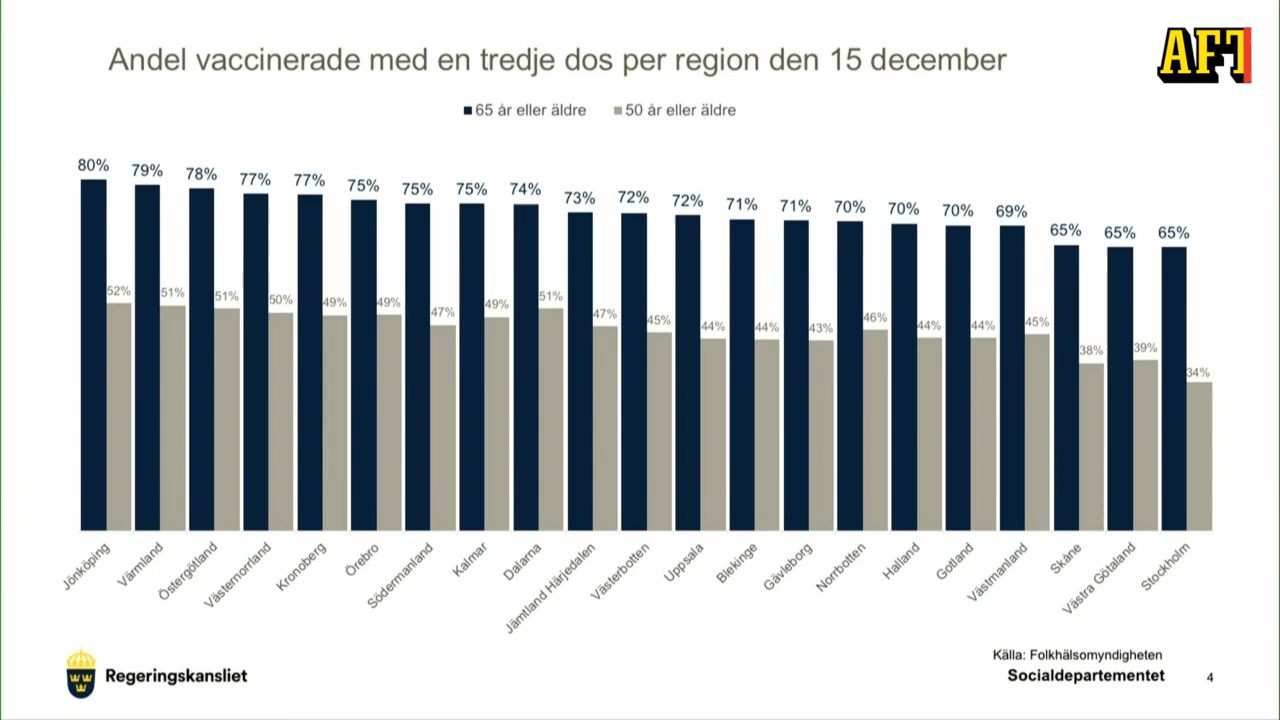 Andel vaccinerade med en tredje dos per region den 15 december
AFT
65 år eller äldre 50 år eller äldre
80% 79% 78% 77% 77% 75% 75% 75% 74% 73% 72% 72% 71% 71% 70% 70% 70% 69% 65% 65% 65%
52% 51% 51% 50% 49% 49% 47% 49% 51% 47% 45% 44% 44% 43% 46% 44% 44% 45% 38% 39% 34%
Jönköping
Värmland
Östergötland
Västernorrland
Kronoberg
Örebro
Södermanland
Kalmar
Dalarna
Jämtland Härjedalen
Västerbotten
Uppsala
Blekinge
Gävleborg
Norrbotten
Halland
Gotland
Västmanland
Skåne
Västra Götaland
Stockholm
Regeringskansliet
Källa: Folkhälsomyndigheten
Socialdepartementet 4